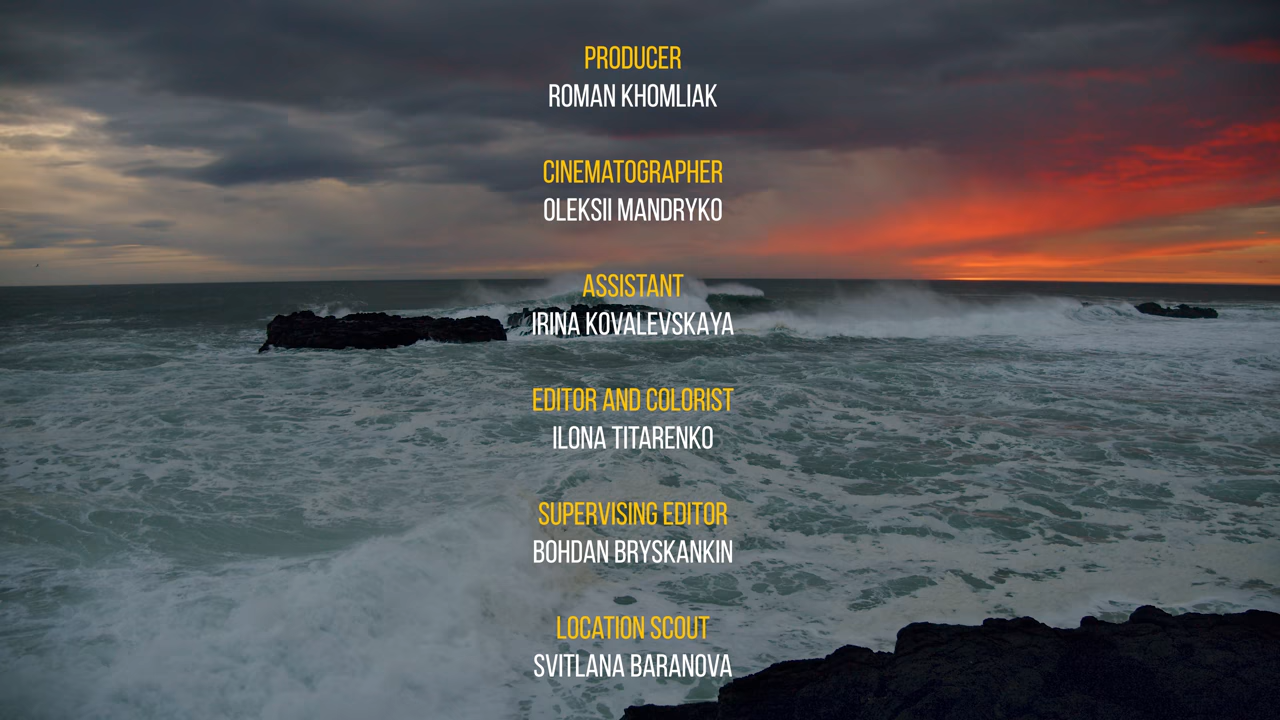 PRODUCER
ROMAN KHOMLIAK
CINEMATOGRAPHER
OLEKSII MANDRYKO
ASSISTANT
IRINA KOVALEVSKAYA
EDITOR AND COLORIST
ILONA TITARENKO
SUPERVISING EDITOR
BOHDAN BRYSKANKIN
LOCATION SCOUT
SVITLANA BARANOVA